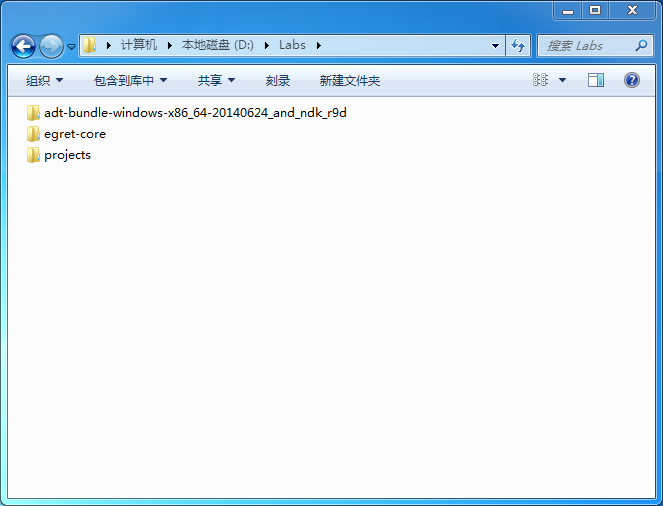 计算机 本地磁盘 (D:) Labs 搜索 Labs
组织 包含到库中 共享 刻录 新建文件夹
adt-bundle-windows-x86_64-20140624_and_ndk_r9d
egret-core
projects